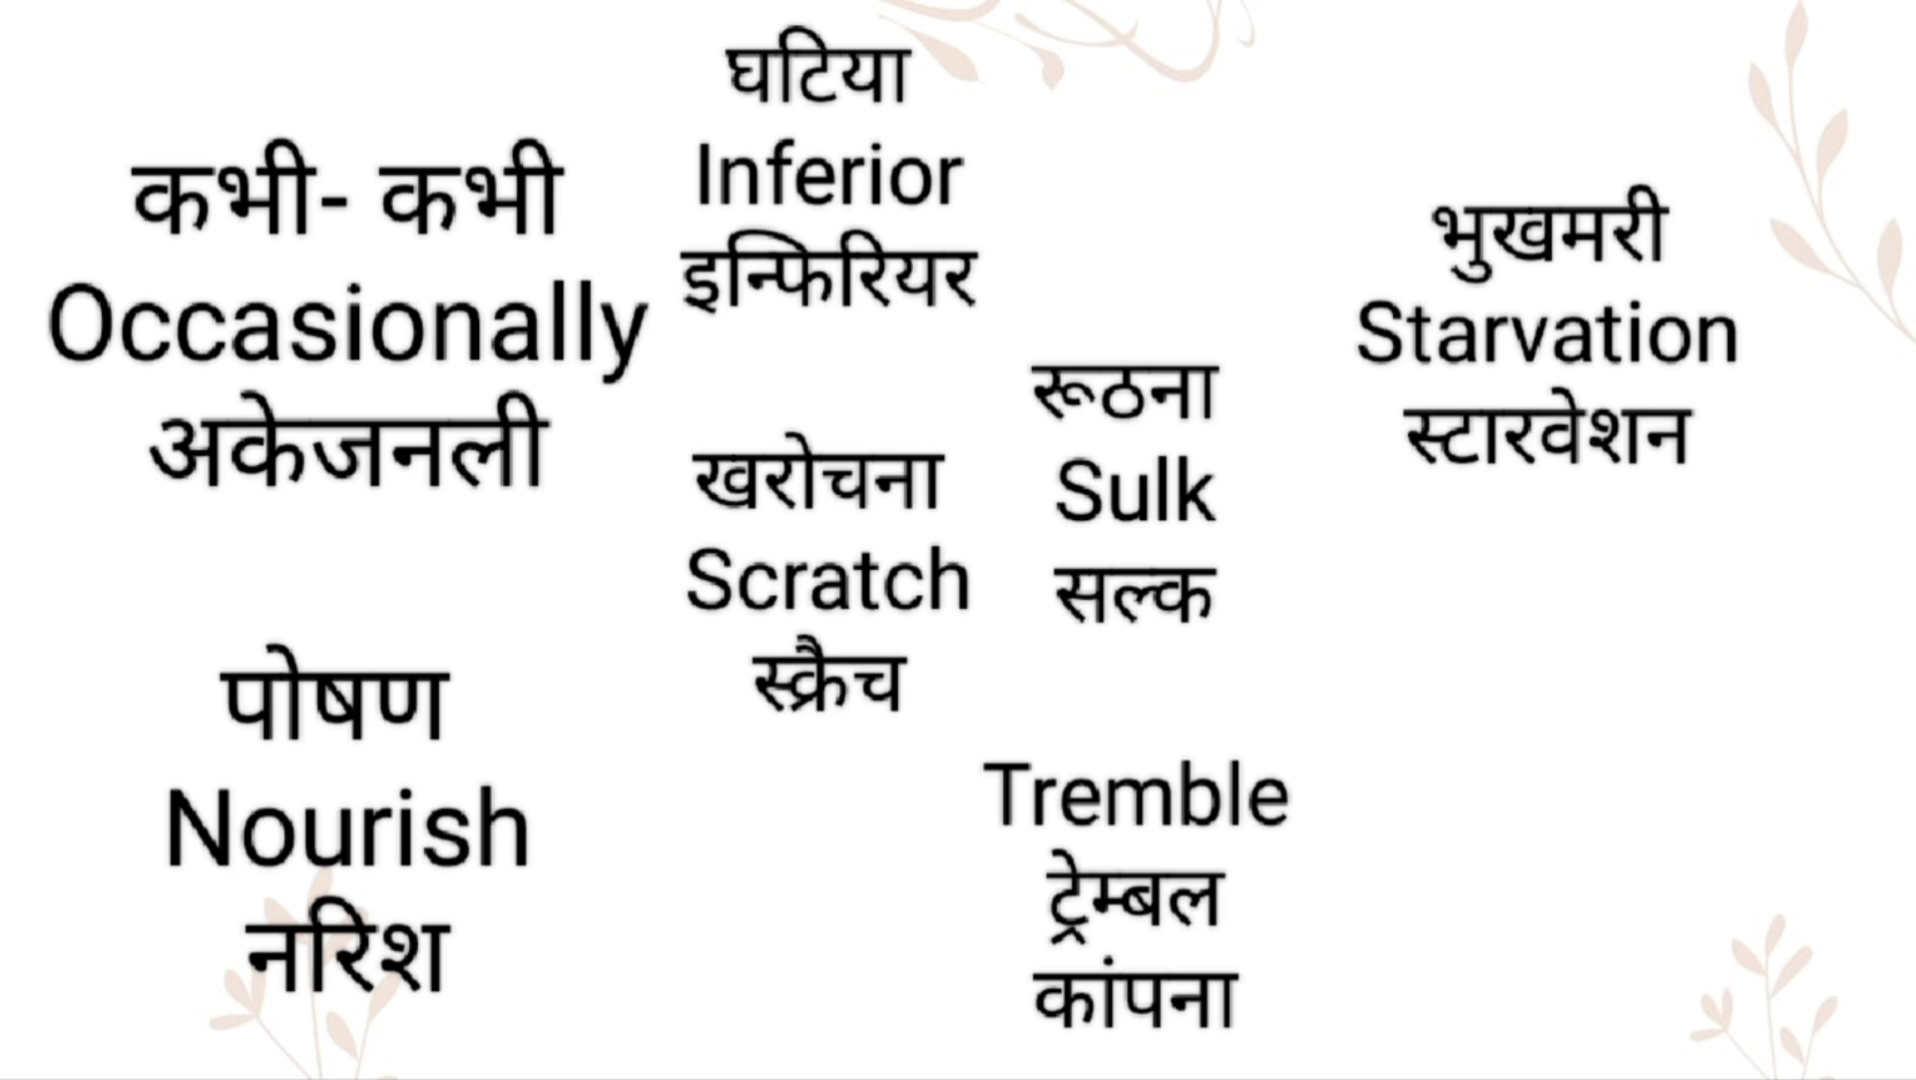 कभी- कभी
Occasionally
अकेजनली
घटिया
Inferior
इन्फिरियर
भुखमरी
Starvation
स्टारवेशन
रूठना
Sulk
सल्क
खरोचना
Scratch
स्क्रैच
पोषण
Nourish
नरिश
Tremble
ट्रेम्बल
कांपना